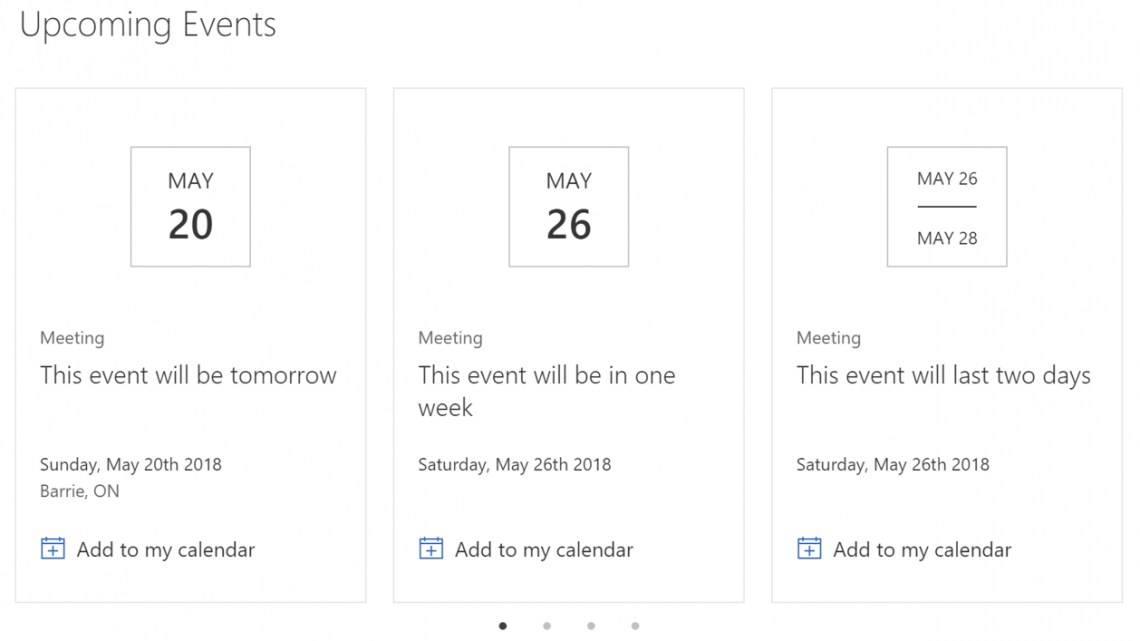 Upcoming Events
MAY
20
Meeting
This event will be tomorrow
Sunday, May 20th 2018
Barrie, ON
Add to my calendar
MAY
26
Meeting
This event will be in one
week
Saturday, May 26th 2018
Add to my calendar
MAY 26
MAY 28
Meeting
This event will last two days
Saturday, May 26th 2018
Add to my calendar